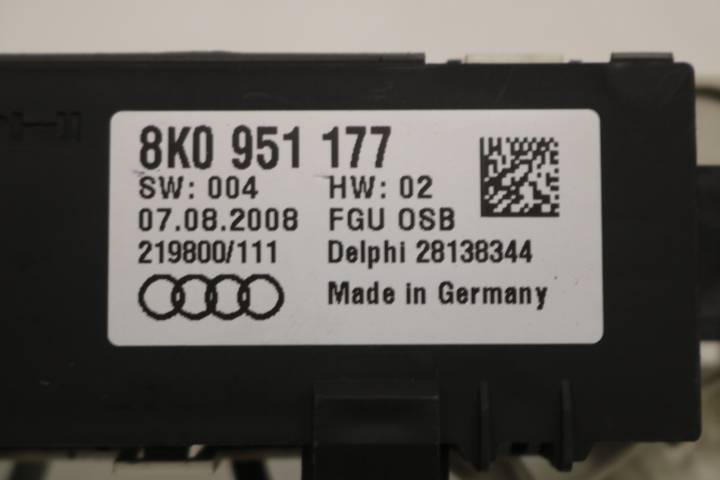 8K0 951 177
SW: 004 HW: 02
07.08.2008 FGU OSB
219800/111 Delphi 28138344
Made in Germany